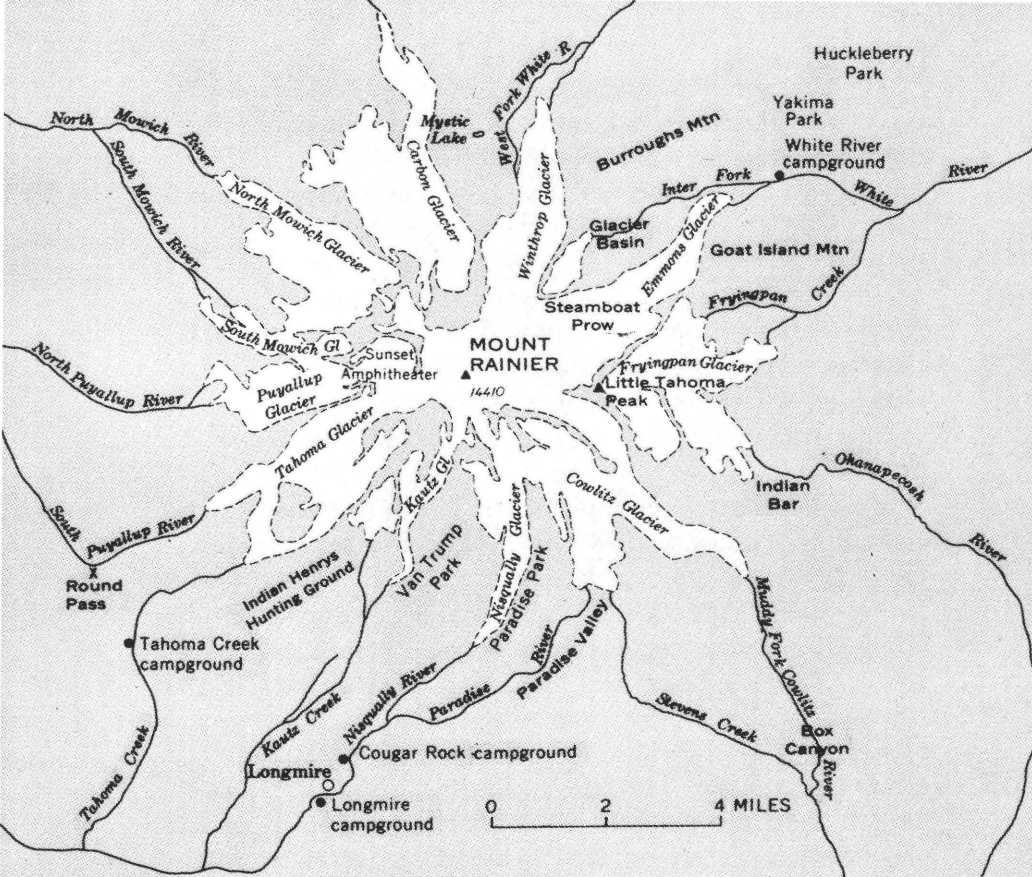 Huckleberry
Park
Yakima
Park
White River
campground
West Fork White R
Mystic
Lake
Burroughs Mtn
North Mowich River
South Mowich River
Carbon Glacier
Inter Fork
White River
North Mowich Glacier
Winthrop Glacier
Glacier
Basin
Emmons Glacier
Goat Island Mtn
Fryingpan Creek
Steamboat
Prow
South Mowich Gl
MOUNT
RAINIER
14410
Sunset
Amphitheater
North Puyallup River
Puyallup
Glacier
Fryingpan Glacier
Little Tahoma
Peak
Tahoma Glacier
Kautz Gl
Cowlitz Glacier
Ohanapecosh River
Indian
Bar
South Puyallup River
Round
Pass
Indian Henrys
Hunting Ground
Van Trump
Park
Nisqually Glacier
Paradise Park
Muddy Fork Cowlitz River
Tahoma Creek
campground
Paradise River
Paradise Valley
Nisqually River
Stevens Creek
Kautz Creek
Tahoma Creek
Box
Canyon
Cougar Rock campground
Longmire
Longmire
campground
0 2 4 MILES